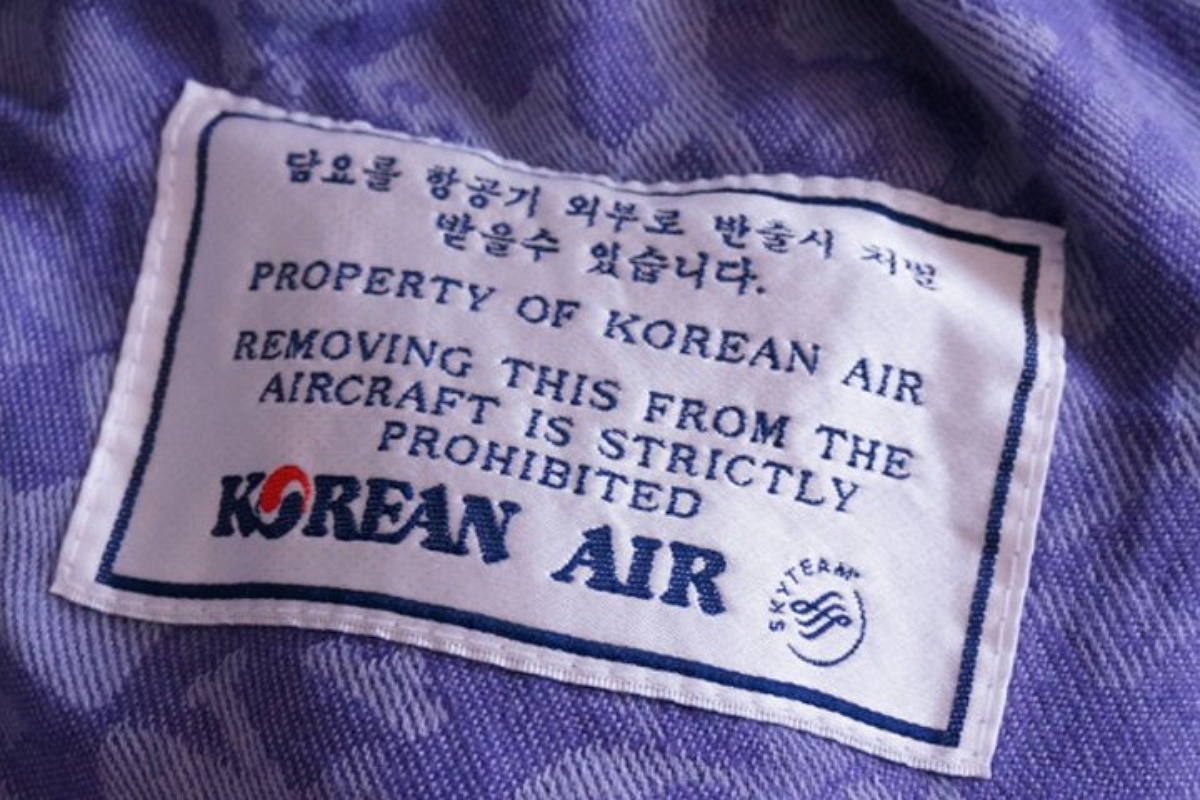 담요를 항공기 외부로 반출시 처벌
받을수 있습니다.
PROPERTY OF KOREAN AIR
REMOVING THIS FROM THE
AIRCRAFT IS STRICTLY
PROHIBITED
KOREAN AIR
SKYTEAM